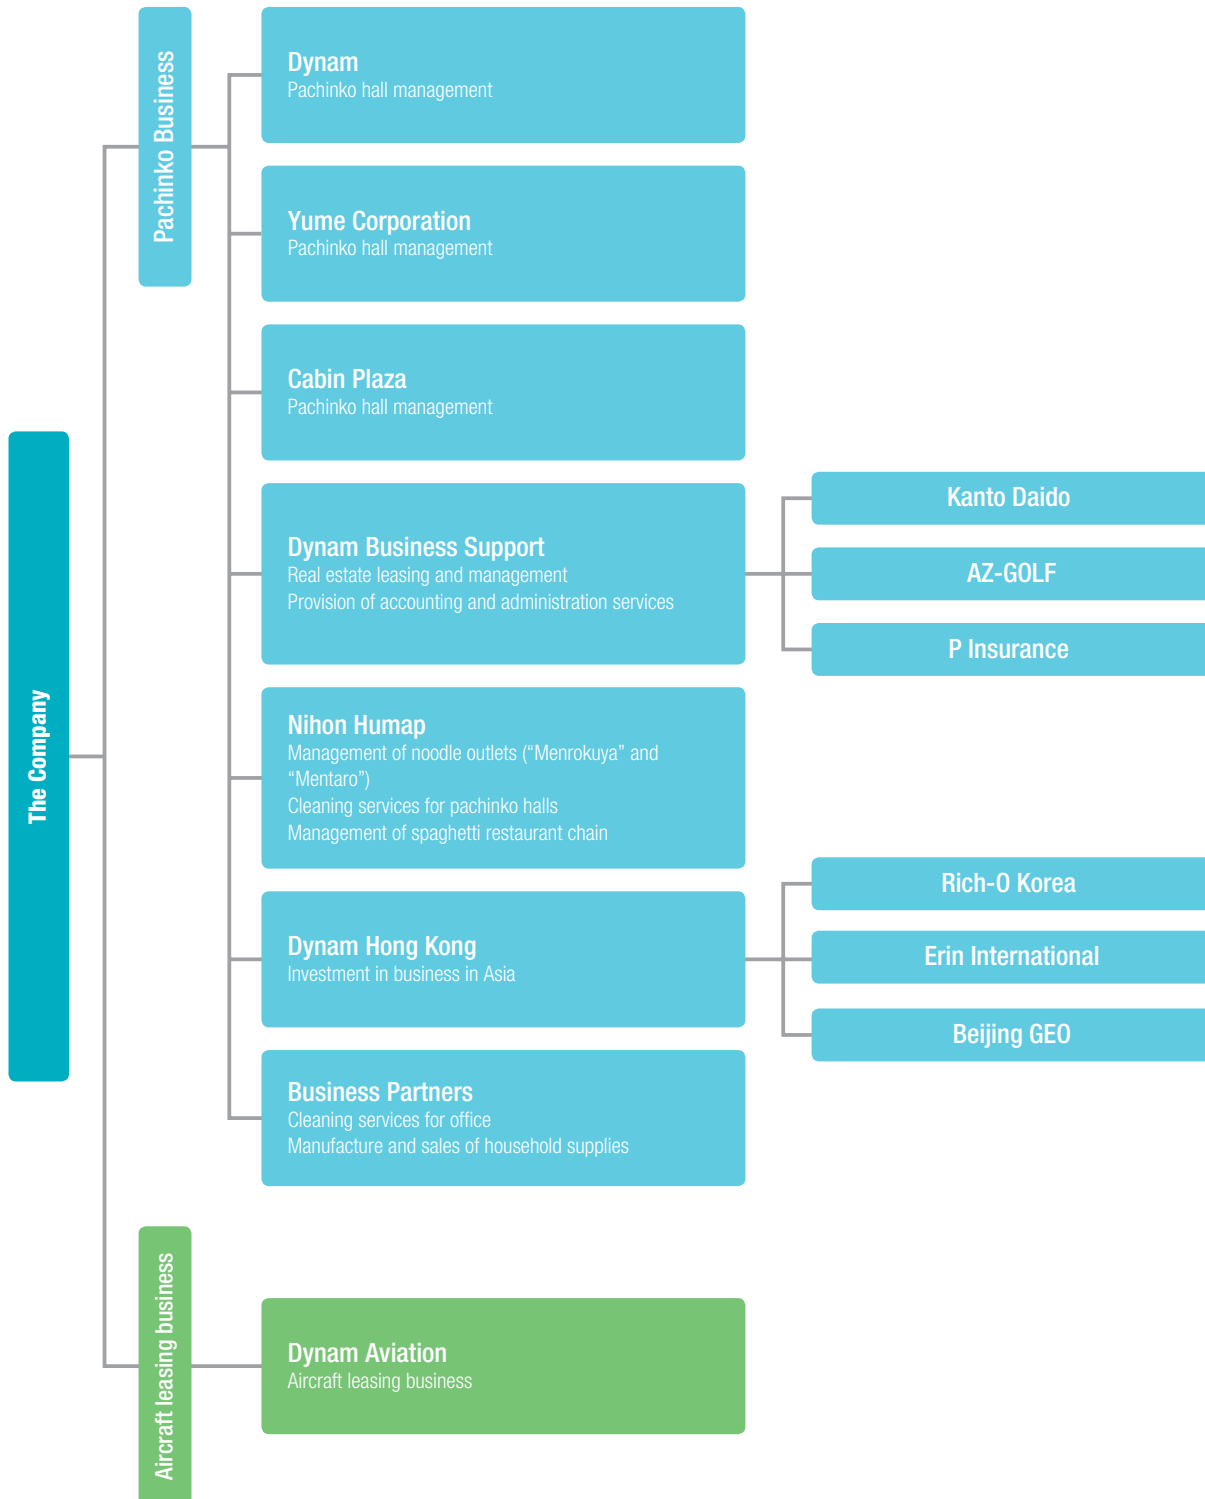 The Company
Pachinko Business
Dynam
Pachinko hall management
Yume Corporation
Pachinko hall management
Cabin Plaza
Pachinko hall management
Dynam Business Support
Real estate leasing and management
Provision of accounting and administration services
Kanto Daido
AZ-GOLF
P Insurance
Nihon Humap
Management of noodle outlets (“Menrokuya” and
“Mentaro”)
Cleaning services for pachinko halls
Management of spaghetti restaurant chain
Dynam Hong Kong
Investment in business in Asia
Rich-O Korea
Erin International
Beijing GEO
Business Partners
Cleaning services for office
Manufacture and sales of household supplies
Aircraft leasing business
Dynam Aviation
Aircraft leasing business